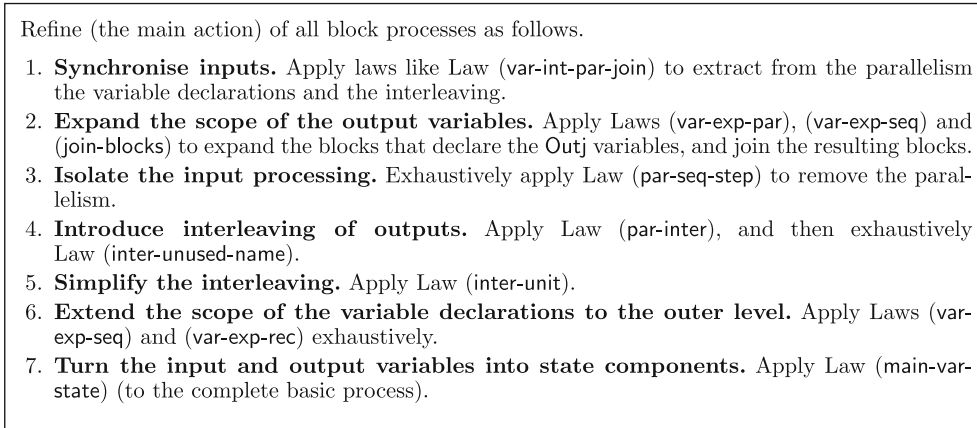 Refine (the main action) of all block processes as follows.
1. Synchronise inputs. Apply laws like Law (var-int-par-join) to extract from the parallelism
the variable declarations and the interleaving.
2. Expand the scope of the output variables. Apply Laws (var-exp-par), (var-exp-seq) and
(join-blocks) to expand the blocks that declare the Outj variables, and join the resulting blocks.
3. Isolate the input processing. Exhaustively apply Law (par-seq-step) to remove the paral-
lelism.
4. Introduce interleaving of outputs. Apply Law (par-inter), and then exhaustively
Law (inter-unused-name).
5. Simplify the interleaving. Apply Law (inter-unit).
6. Extend the scope of the variable declarations to the outer level. Apply Laws (var-
exp-seq) and (var-exp-rec) exhaustively.
7. Turn the input and output variables into state components. Apply Law (main-var-
state) (to the complete basic process).